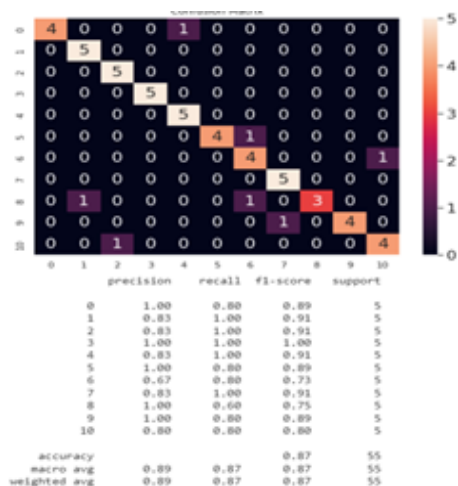 Confusion Matrix
0 4 0 0 0 1 0 0 0 0 0 0
1 0 5 0 0 0 0 0 0 0 0 0
2 0 0 5 0 0 0 0 0 0 0 0
3 0 0 0 5 0 0 0 0 0 0 0
4 0 0 0 0 5 0 0 0 0 0 0
5 0 0 0 0 0 4 1 0 0 0 0
6 0 0 0 0 0 0 4 0 0 0 1
7 0 0 0 0 0 0 0 5 0 0 0
8 0 1 0 0 0 0 1 0 3 0 0
9 0 0 0 0 0 0 0 1 0 4 0
10 0 0 1 0 0 0 0 0 0 0 4
0 1 2 3 4 5 6 7 8 9 10
5
4
3
2
1
0
precision recall f1-score support
0 1.00 0.80 0.89 5
1 0.83 1.00 0.91 5
2 0.83 1.00 0.91 5
3 1.00 1.00 1.00 5
4 0.83 1.00 0.91 5
5 1.00 0.80 0.89 5
6 0.67 0.80 0.73 5
7 0.83 1.00 0.91 5
8 1.00 0.60 0.75 5
9 1.00 0.80 0.89 5
10 0.80 0.80 0.80 5
accuracy 0.87 55
macro avg 0.89 0.87 0.87 55
weighted avg 0.89 0.87 0.87 55